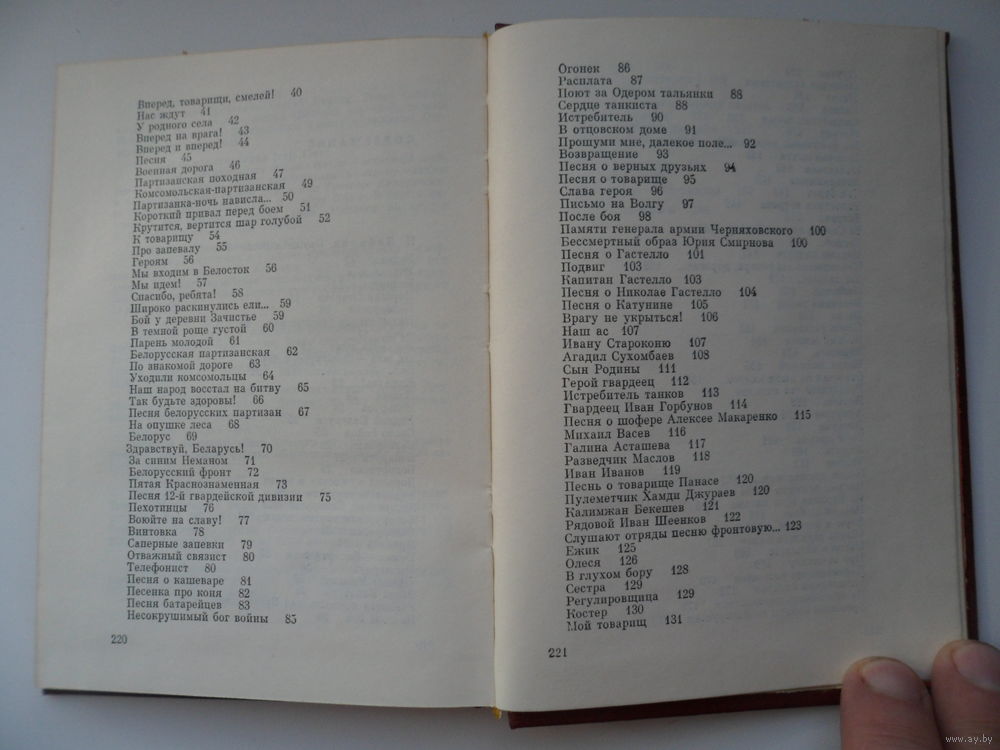 Вперед, товарищи, смелей! 40
Нас ждут 41
У родного села 42
Вперед на врага! 43
Вперед и вперед! 44
Песня 45
Военная дорога 46
Партизанская походная 47
Комсомольская-партизанская 49
Партизанка-ночь нависла... 50
Короткий привал перед боем 51
Крутится, вертится шар голубой 52
К товарищу 54
Про запевалу 55
Героям 56
Мы входим в Белосток 56
Мы идем! 57
Спасибо, ребята! 58
Широко раскинулись ели... 59
Бой у деревни Зачистье 59
В темной роще густой 60
Парень молодой 61
Белорусская партизанская 62
По знакомой дороге 63
Уходили комсомольцы 64
Наш народ восстал на битву 65
Так будьте здоровы! 66
Песня белорусских партизан 67
На опушке леса 68
Белорус 69
Здравствуй, Беларусь! 70
За синим Неманом 71
Белорусский фронт 72
Пятая Краснознаменная 73
Песня 12-й гвардейской дивизии 75
Пехотинцы 76
Воюйте на славу! 77
Винтовка 78
Саперные запевки 79
Отважный связист 80
Телефонист 80
Песня о кашеваре 81
Песенка про коня 82
Песня батарейцев 83
Несокрушимый бог войны 85
220
Огонек 86
Расплата 87
Поют за Одером тальянки 88
Сердце танкиста 88
Истребитель 90
В отцовском доме 91
Прошуми мне, далекое поле... 92
Возвращение 93
Песня о верных друзьях 94
Песня о товарище 95
Слава героя 96
Письмо на Волгу 97
После боя 98
Памяти генерала армии Черняховского 100
Бессмертный образ Юрия Смирнова 100
Песня о Гастелло 101
Подвиг 103
Капитан Гастелло 103
Песня о Николае Гастелло 104
Песня о Катунине 105
Врагу не укрыться! 106
Наш ас 107
Ивану Староконю 107
Агадил Сухомбаев 108
Сын Родины 111
Герой гвардеец 112
Истребитель танков 113
Гвардеец Иван Горбунов 114
Песня о шофере Алексее Макаренко 115
Михаил Васев 116
Галина Асташева 117
Разведчик Маслов 118
Иван Иванов 119
Песнь о товарище Панасе 120
Пулеметчик Хамди Джураев 120
Калимжан Бекешев 121
Рядовой Иван Шеенков 122
Слушают отряды песню фронтовую... 123
Ежик 125
Олеся 126
В глухом бору 128
Сестра 129
Регулировщица 129
Костер 130
Мой товарищ 131
221
www.ay.by